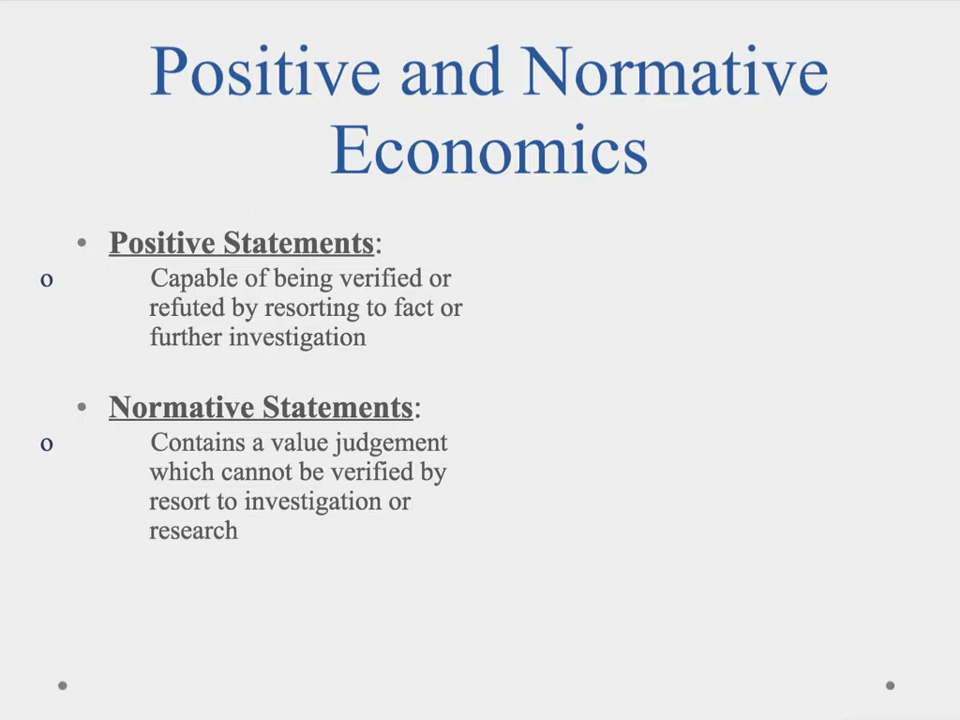 Positive and Normative
Economics
• Positive Statements:
o Capable of being verified or
refuted by resorting to fact or
further investigation
• Normative Statements:
o Contains a value judgement
which cannot be verified by
resort to investigation or
research